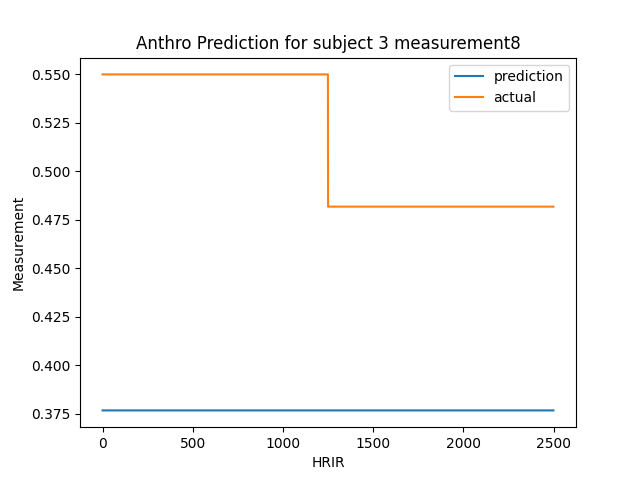 Anthro Prediction for subject 3 measurement8
prediction
actual
Measurement
0.550
0.525
0.500
0.475
0.450
0.425
0.400
0.375
0 500 1000 1500 2000 2500
HRIR